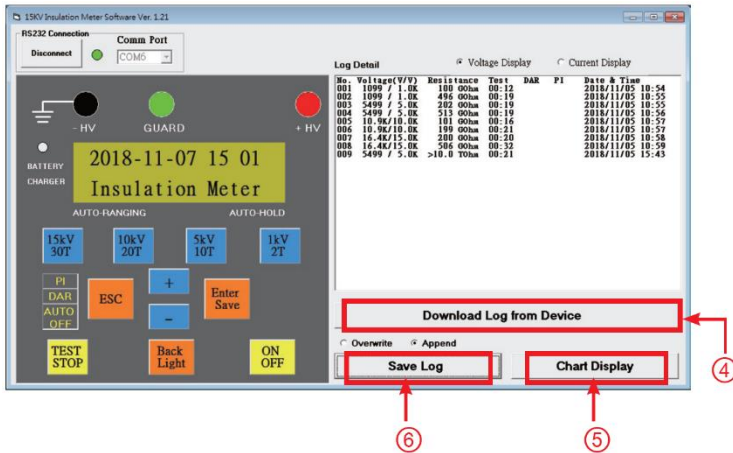 15KV Insulation Meter Software Ver. 1.21
RS232 Connection
Disconnect
Comm Port
COM6
- HV
GUARD
+ HV
BATTERY
CHARGER
2018-11-07 15 01
Insulation Meter
AUTO-RANGING AUTO-HOLD
15kV
30T
10kV
20T
5kV
10T
1kV
2T
PI
DAR
AUTO
OFF
ESC
+
-
Enter
Save
TEST
STOP
Back
Light
ON
OFF
Log Detail Voltage Display Current Display
No. Voltage(V/V) Resistance Test DAR PI Date & Time
001 1099 / 1.0K 100 GOhm 00:12 2018/11/05 10:54
002 1099 / 1.0K 496 GOhm 00:19 2018/11/05 10:55
003 5499 / 5.0K 202 GOhm 00:19 2018/11/05 10:55
004 5499 / 5.0K 513 GOhm 00:19 2018/11/05 10:56
005 10.9K/10.0K 101 GOhm 00:16 2018/11/05 10:57
006 10.9K/10.0K 199 GOhm 00:21 2018/11/05 10:57
007 16.4K/15.0K 200 GOhm 00:20 2018/11/05 10:58
008 16.4K/15.0K 506 GOhm 00:32 2018/11/05 10:59
009 5499 / 5.0K >10.0 TOhm 00:21 2018/11/05 15:43
Download Log from Device
④
Overwrite Append
Save Log
Chart Display
⑥
⑤